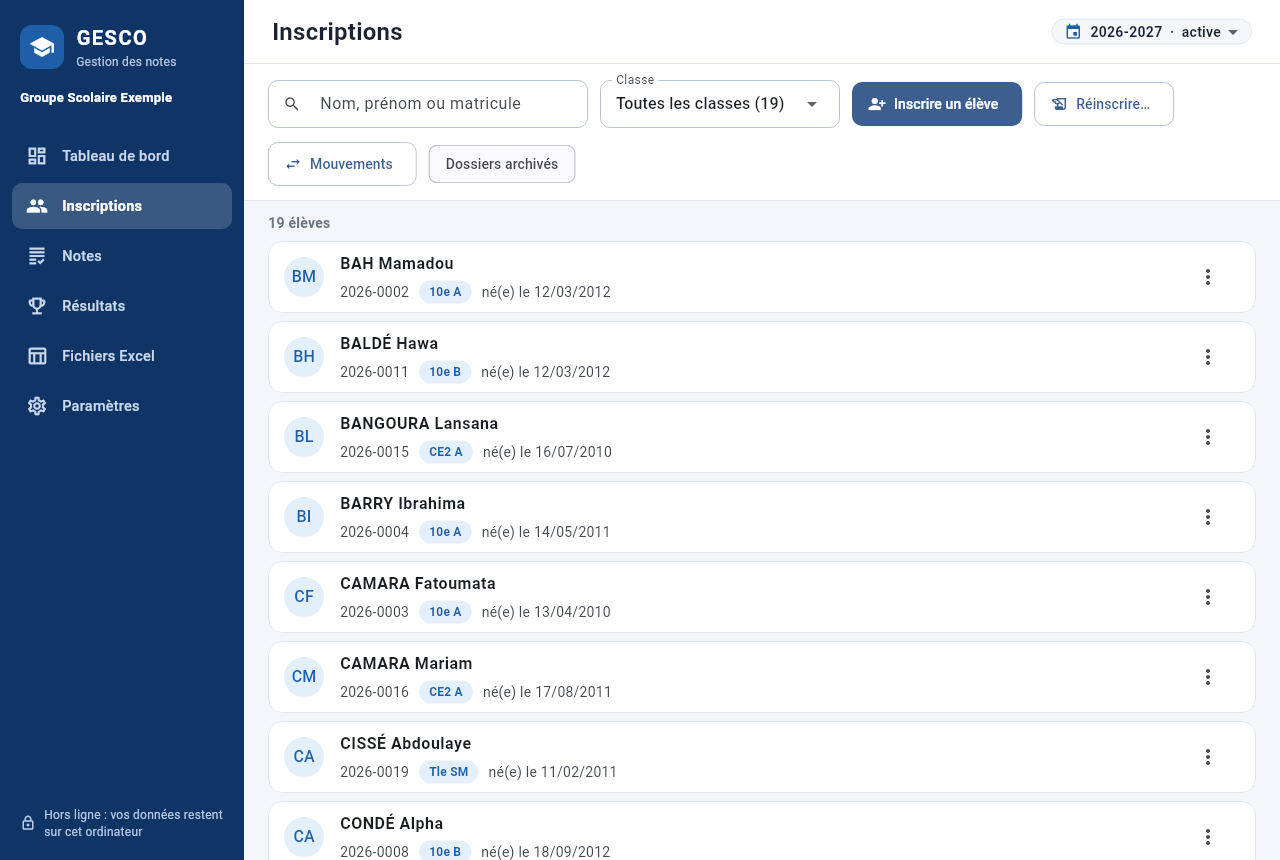 GESCO
Gestion des notes
Groupe Scolaire Exemple
Tableau de bord
Inscriptions
Notes
Résultats
Fichiers Excel
Paramètres
Hors ligne : vos données restent
sur cet ordinateur
Inscriptions
2026-2027 · active
Nom, prénom ou matricule
Classe
Toutes les classes (19)
Inscrire un élève
Réinscrire…
Mouvements
Dossiers archivés
19 élèves
BM
BAH Mamadou
2026-0002 10e A né(e) le 12/03/2012
BH
BALDÉ Hawa
2026-0011 10e B né(e) le 12/03/2012
BL
BANGOURA Lansana
2026-0015 CE2 A né(e) le 16/07/2010
BI
BARRY Ibrahima
2026-0004 10e A né(e) le 14/05/2011
CF
CAMARA Fatoumata
2026-0003 10e A né(e) le 13/04/2010
CM
CAMARA Mariam
2026-0016 CE2 A né(e) le 17/08/2011
CA
CISSÉ Abdoulaye
2026-0019 Tle SM né(e) le 11/02/2011
CA
CONDÉ Alpha
2026-0008 10e B né(e) le 18/09/2012